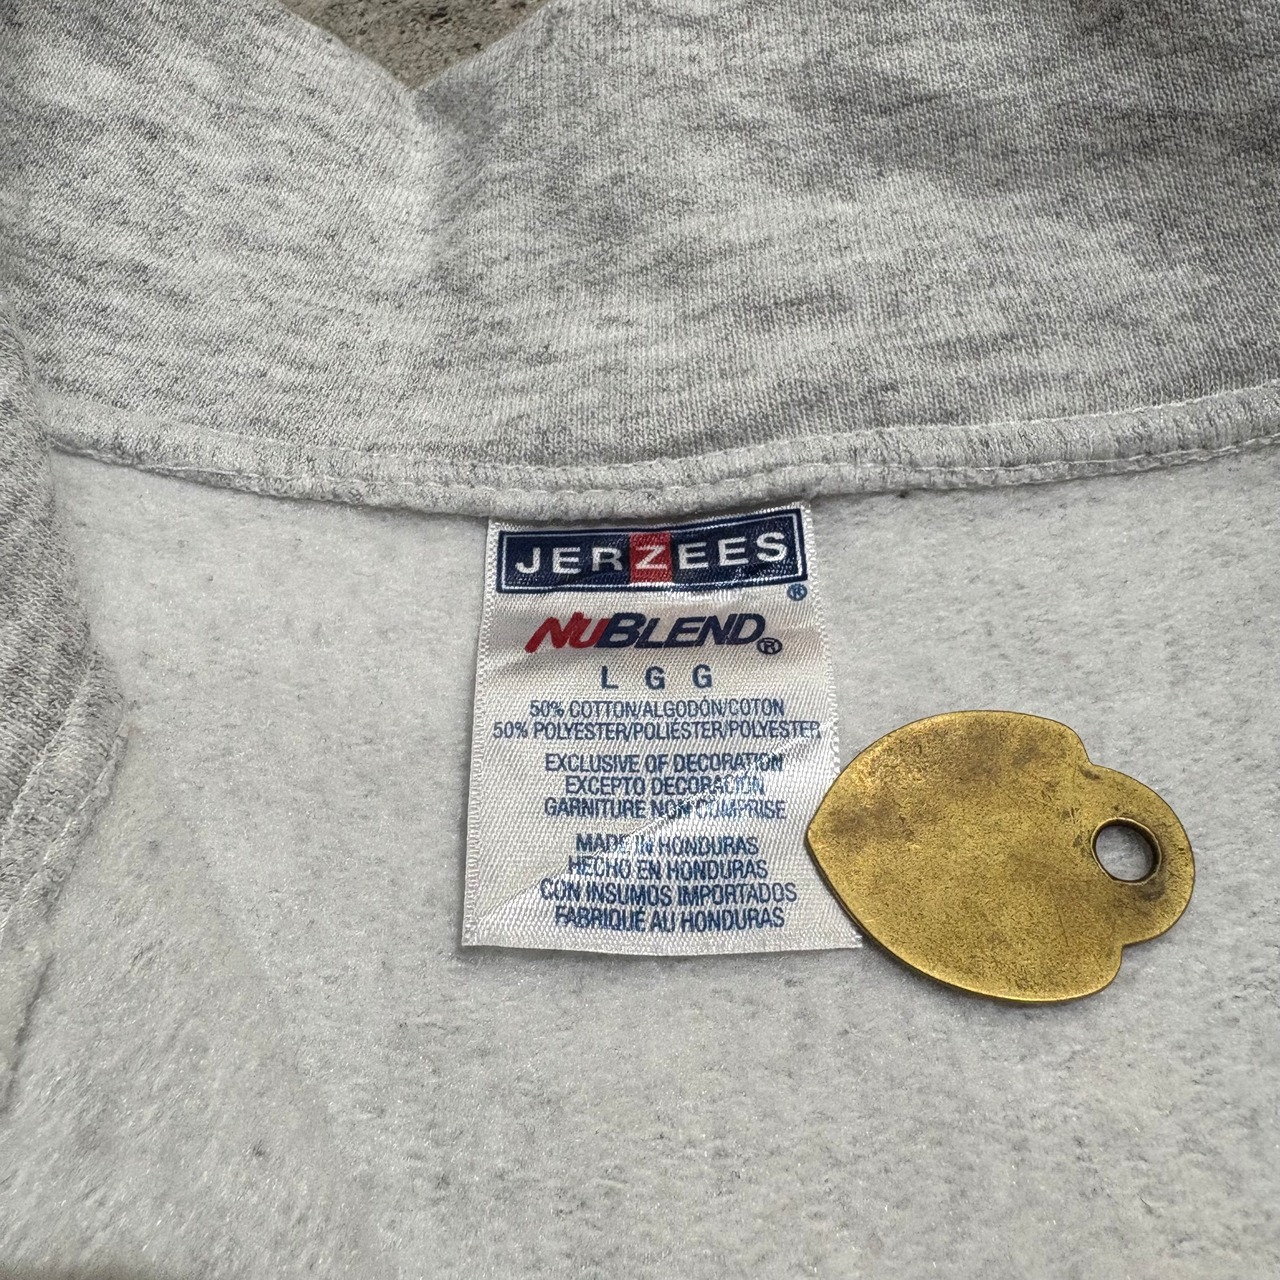 JERZEES®
NUBLEND®
L G G
50% COTTON/ALGODÓN/COTON
50% POLYESTER/POLIÉSTER/POLYESTER
EXCLUSIVE OF DECORATION
EXCEPTO DECORACIÓN
GARNITURE NON COMPRISE
MADE IN HONDURAS
HECHO EN HONDURAS
CON INSUMOS IMPORTADOS
FABRIQUÉ AU HONDURAS